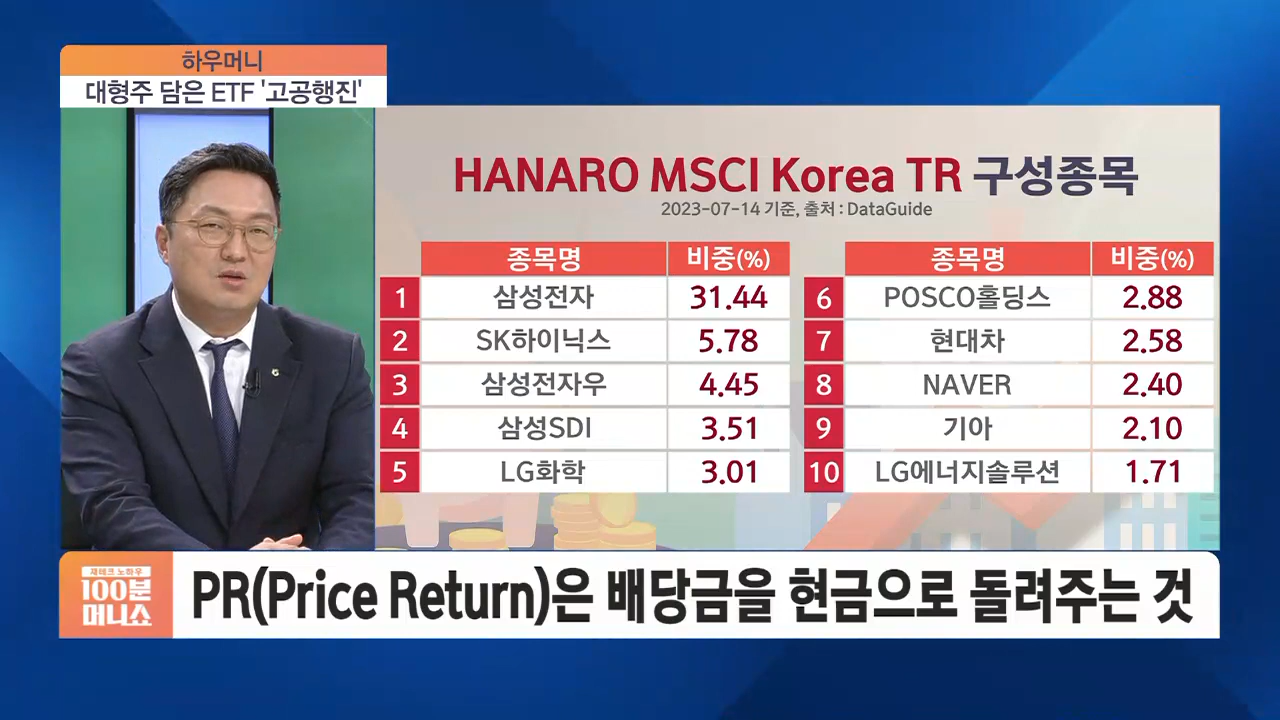 하우머니
대형주 담은 ETF '고공행진'
HANARO MSCI Korea TR 구성종목
2023-07-14 기준, 출처 : DataGuide
종목명 비중(%) 종목명 비중(%)
1 삼성전자 31.44 6 POSCO홀딩스 2.88
2 SK하이닉스 5.78 7 현대차 2.58
3 삼성전자우 4.45 8 NAVER 2.40
4 삼성SDI 3.51 9 기아 2.10
5 LG화학 3.01 10 LG에너지솔루션 1.71
재테크 노하우
100분
머니쇼
PR(Price Return)은 배당금을 현금으로 돌려주는 것